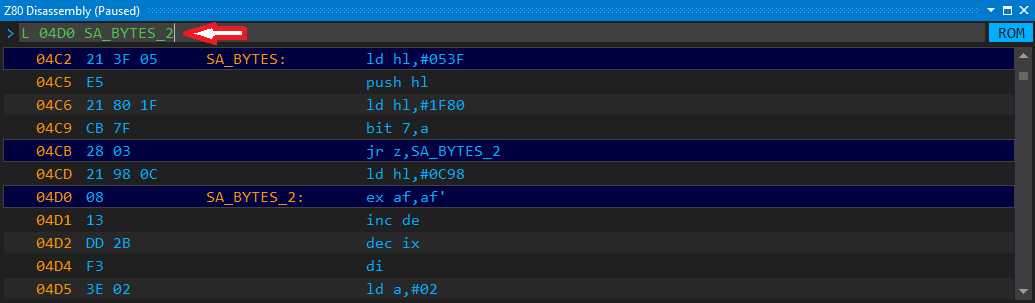 Z80 Disassembly (Paused)
> L 04D0 SA_BYTES_2 ROM
04C2 21 3F 05 SA_BYTES: ld hl,#053F
04C5 E5 push hl
04C6 21 80 1F ld hl,#1F80
04C9 CB 7F bit 7,a
04CB 28 03 jr z,SA_BYTES_2
04CD 21 98 0C ld hl,#0C98
04D0 08 SA_BYTES_2: ex af,af'
04D1 13 inc de
04D2 DD 2B dec ix
04D4 F3 di
04D5 3E 02 ld a,#02